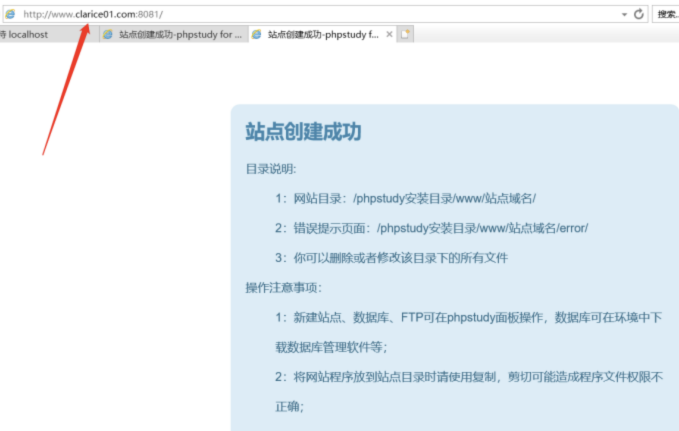 http://www.clarice01.com:8081/
搜索...
待 localhost
站点创建成功-phpstudy for ...
站点创建成功-phpstudy f...
站点创建成功
目录说明:
1：网站目录：/phpstudy安装目录/www/站点域名/
2：错误提示页面：/phpstudy安装目录/www/站点域名/error/
3：你可以删除或者修改该目录下的所有文件
操作注意事项：
1：新建站点、数据库、FTP可在phpstudy面板操作，数据库可在环境中下
载数据库管理软件等；
2：将网站程序放到站点目录时请使用复制，剪切可能造成程序文件权限不
正确；